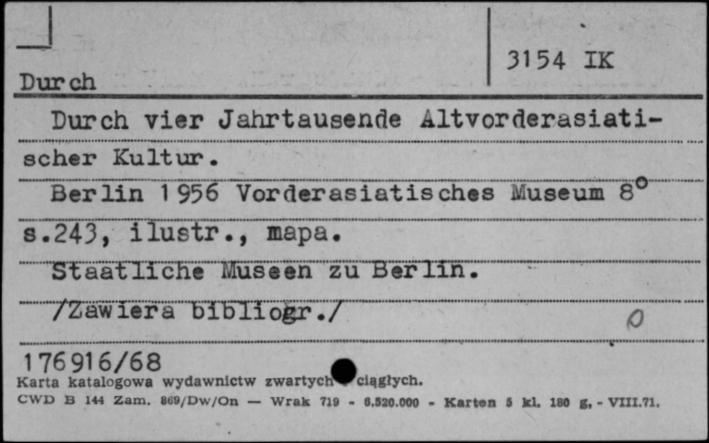 3154 IK
Durch
Durch vier Jahrtausende Altvorderasiati-
scher Kultur.
Berlin 1956 Vorderasiatisches Museum 8°
s.243, ilustr., mapa.
Staatliche Museen zu Berlin.
/Zawiera bibliogr./
0
176916/68
Karta katalogowa wydawnictw zwartych ciągłych.
CWD B 144 Zam. 869/Dw/On — Wrak 719 - 6.520.000 - Karton 5 kl. 180 g. - VIII.71.